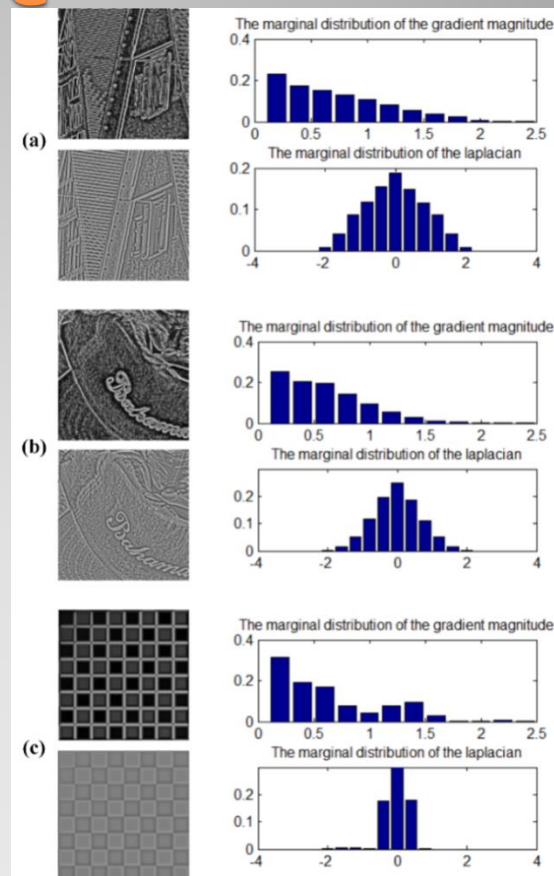 The marginal distribution of the gradient magnitude
0.4
0.2
0
0 0.5 1 1.5 2 2.5
(a)
The marginal distribution of the laplacian
0.2
0.1
0
-4 -2 0 2 4
The marginal distribution of the gradient magnitude
0.4
0.2
0
0 0.5 1 1.5 2 2.5
(b)
The marginal distribution of the laplacian
0.2
0.1
0
-4 -2 0 2 4
Bahama
Bahama
The marginal distribution of the gradient magnitude
0.4
0.2
0
0 0.5 1 1.5 2 2.5
(c)
The marginal distribution of the laplacian
0.2
0.1
0
-4 -2 0 2 4